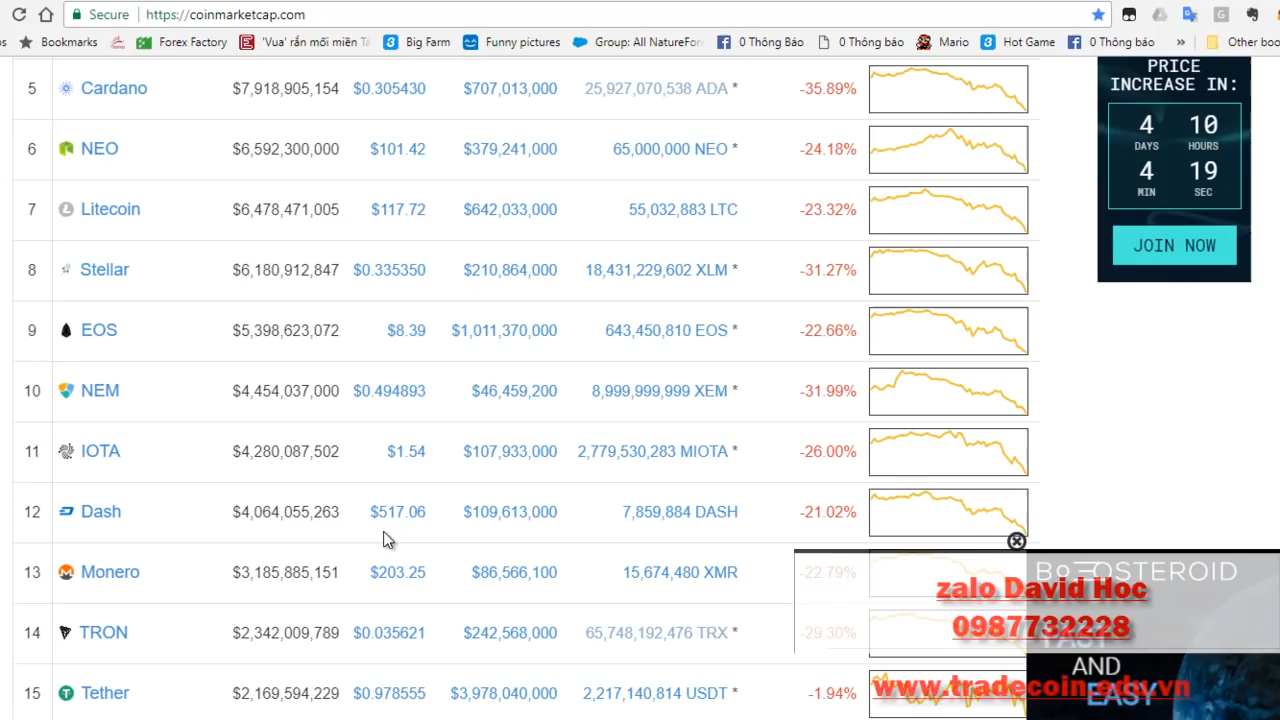 Secure https://coinmarketcap.com
Bookmarks Forex Factory 'Vua' rắn mối miền Tâ Big Farm Funny pictures Group: All NatureFor 0 Thông Báo 0 Thông báo Mario Hot Game 0 Thông Báo » Other boo
5 Cardano $7,918,905,154 $0.305430 $707,013,000 25,927,070,538 ADA * -35.89%
6 NEO $6,592,300,000 $101.42 $379,241,000 65,000,000 NEO * -24.18%
7 Litecoin $6,478,471,005 $117.72 $642,033,000 55,032,883 LTC -23.32%
8 Stellar $6,180,912,847 $0.335350 $210,864,000 18,431,229,602 XLM * -31.27%
9 EOS $5,398,623,072 $8.39 $1,011,370,000 643,450,810 EOS * -22.66%
10 NEM $4,454,037,000 $0.494893 $46,459,200 8,999,999,999 XEM * -31.99%
11 IOTA $4,280,087,502 $1.54 $107,933,000 2,779,530,283 MIOTA * -26.00%
12 Dash $4,064,055,263 $517.06 $109,613,000 7,859,884 DASH -21.02%
13 Monero $3,185,885,151 $203.25 $86,566,100 15,674,480 XMR -22.79%
14 TRON $2,342,009,789 $0.035621 $242,568,000 65,748,192,476 TRX * -29.30%
15 Tether $2,169,594,229 $0.978555 $3,978,040,000 2,217,140,814 USDT * -1.94%
PRICE
INCREASE IN:
4 10
DAYS HOURS
4 19
MIN SEC
JOIN NOW
BOOSTEROID
zalo David Hoc
0987732228
AND
EASY
www.tradecoin.edu.vn